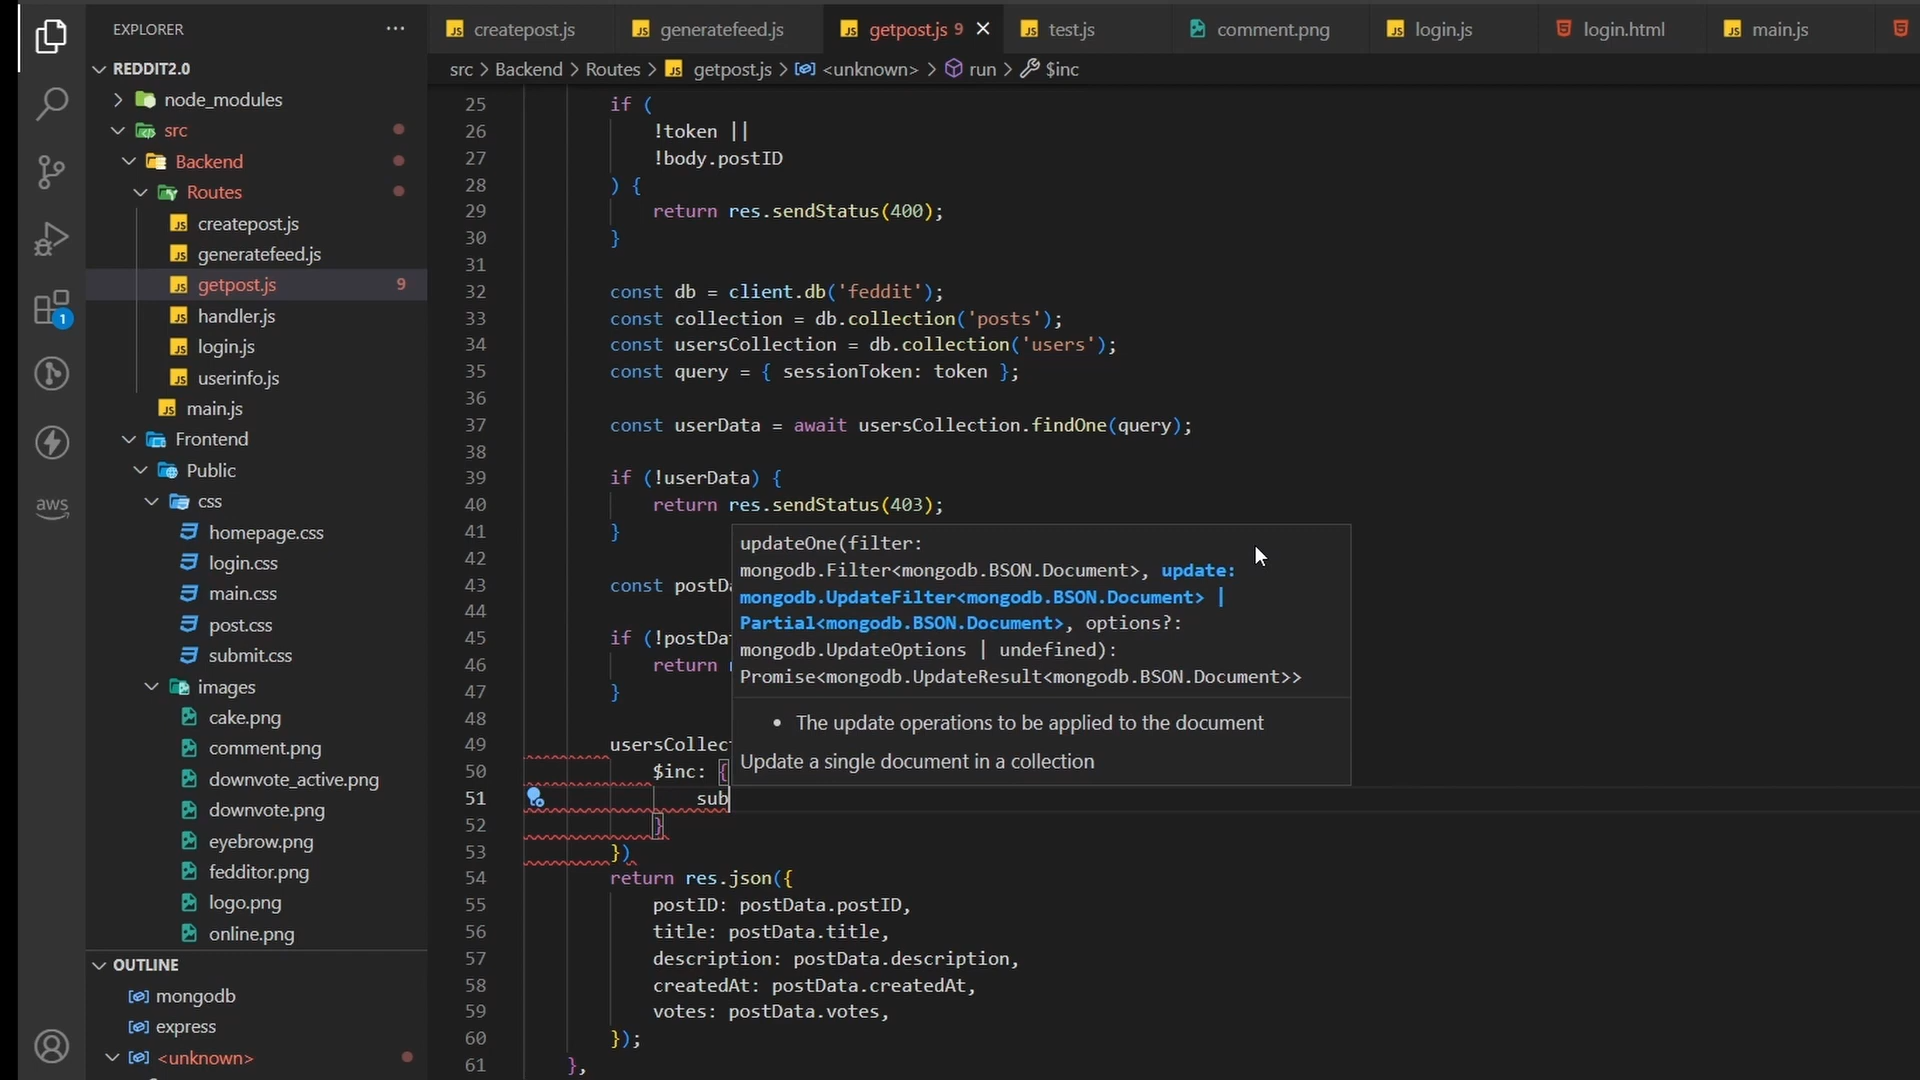 EXPLORER
REDDIT2.0
node_modules
src
Backend
Routes
createpost.js
generatefeed.js
getpost.js 9
handler.js
login.js
userinfo.js
main.js
Frontend
Public
css
homepage.css
login.css
main.css
post.css
submit.css
images
cake.png
comment.png
downvote_active.png
downvote.png
eyebrow.png
fedditor.png
logo.png
online.png
OUTLINE
mongodb
express
<unknown>
1
aws
createpost.js generatefeed.js getpost.js 9 test.js comment.png login.js login.html main.js
src > Backend > Routes > getpost.js > <unknown> > run > $inc
25 if (
26 !token ||
27 !body.postID
28 ) {
29 return res.sendStatus(400);
30 }
31
32 const db = client.db('feddit');
33 const collection = db.collection('posts');
34 const usersCollection = db.collection('users');
35 const query = { sessionToken: token };
36
37 const userData = await usersCollection.findOne(query);
38
39 if (!userData) {
40 return res.sendStatus(403);
41 }
42
43 const postDa
44
45 if (!postDat
46 return r
47 }
48
49 usersCollect
50 $inc: {
51 sub
52 }
53 })
54 return res.json({
55 postID: postData.postID,
56 title: postData.title,
57 description: postData.description,
58 createdAt: postData.createdAt,
59 votes: postData.votes,
60 });
61 },
updateOne(filter:
mongodb.Filter<mongodb.BSON.Document>, update:
mongodb.UpdateFilter<mongodb.BSON.Document> |
Partial<mongodb.BSON.Document>, options?:
mongodb.UpdateOptions | undefined):
Promise<mongodb.UpdateResult<mongodb.BSON.Document>>
• The update operations to be applied to the document
Update a single document in a collection